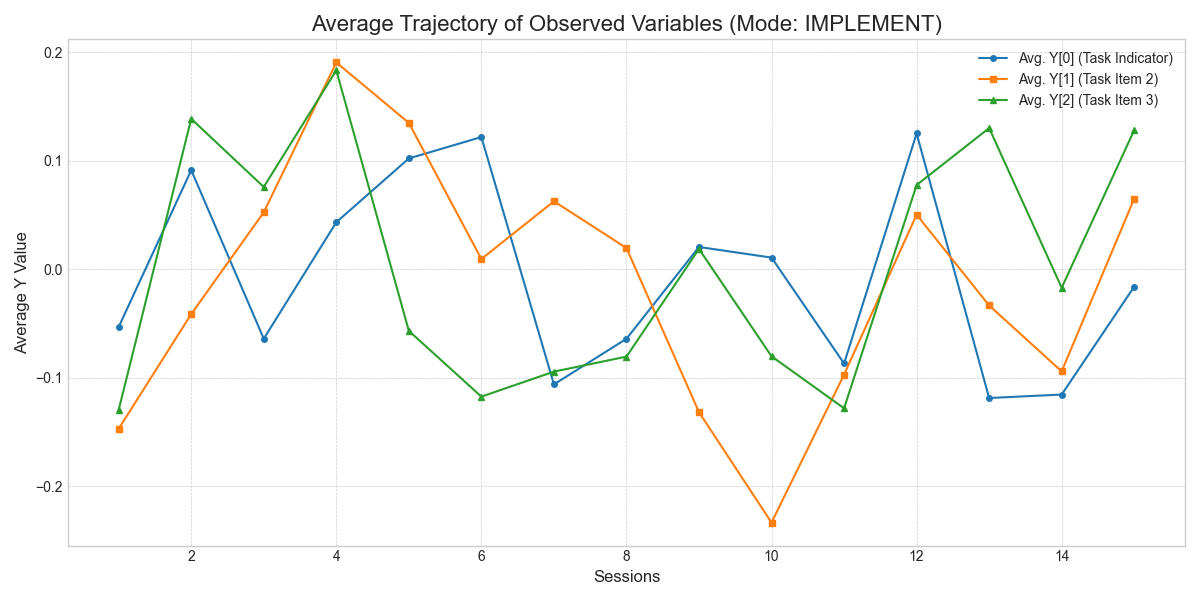 Average Trajectory of Observed Variables (Mode: IMPLEMENT)
Avg. Y[0] (Task Indicator)
Avg. Y[1] (Task Item 2)
Avg. Y[2] (Task Item 3)
Average Y Value
0.2
0.1
0.0
−0.1
−0.2
2 4 6 8 10 12 14
Sessions